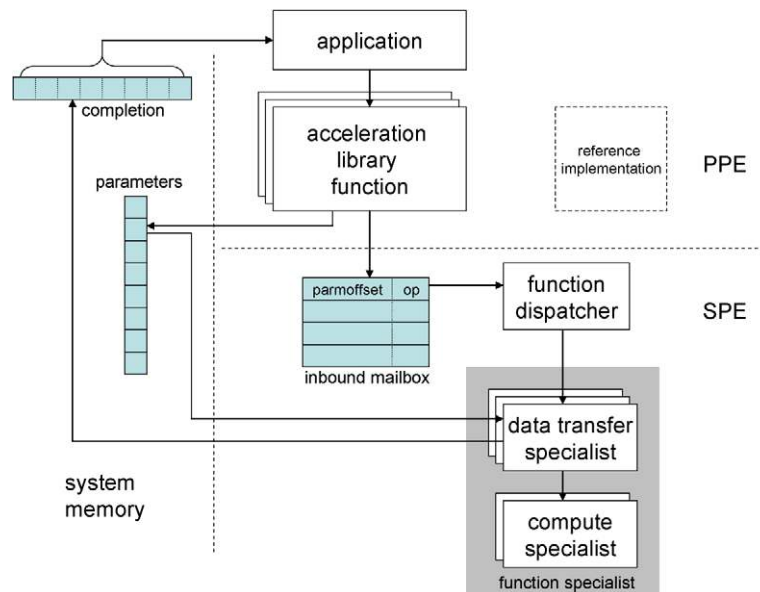 application
completion
acceleration
library
function
reference
implementation
PPE
parameters
parmoffset op
function
dispatcher
SPE
inbound mailbox
data transfer
specialist
system
memory
compute
specialist
function specialist